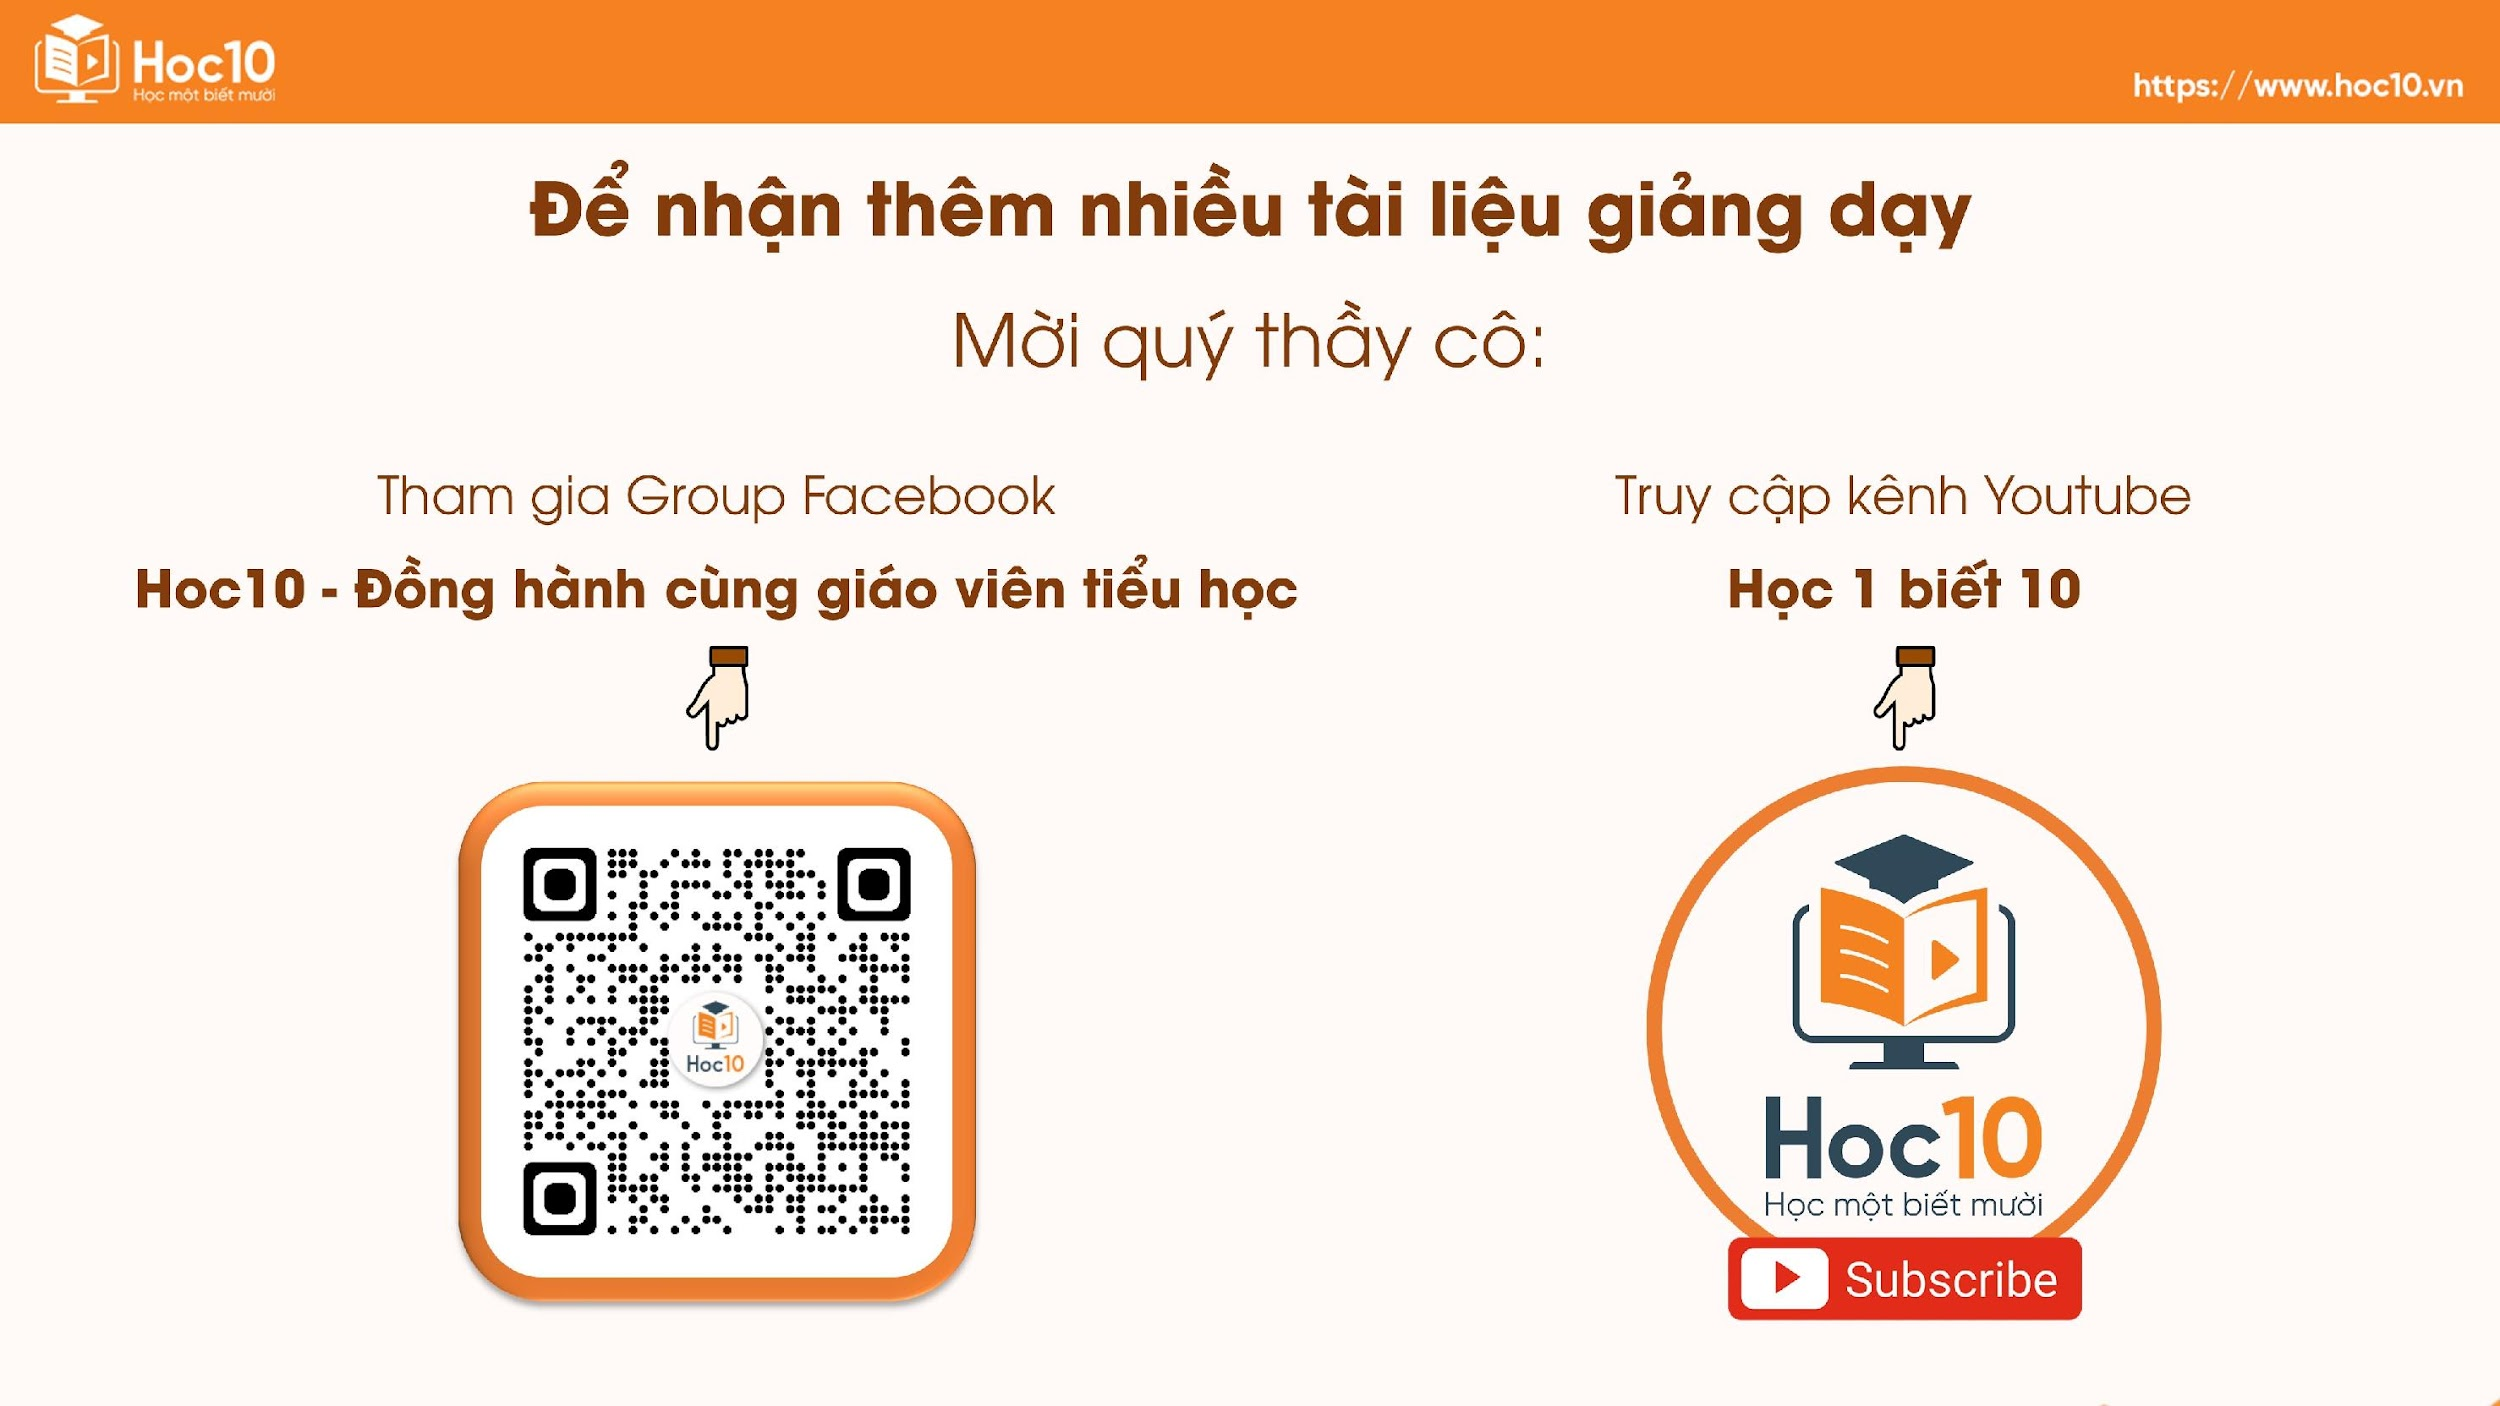 Hoc10
Học một biết mười
https://www.hoc10.vn
Để nhận thêm nhiều tài liệu giảng dạy
Mời quý thầy cô:
Tham gia Group Facebook
Hoc10 - Đồng hành cùng giáo viên tiểu học
Truy cập kênh Youtube
Học 1 biết 10
Hoc10
Hoc10
Học một biết mười
Subscribe